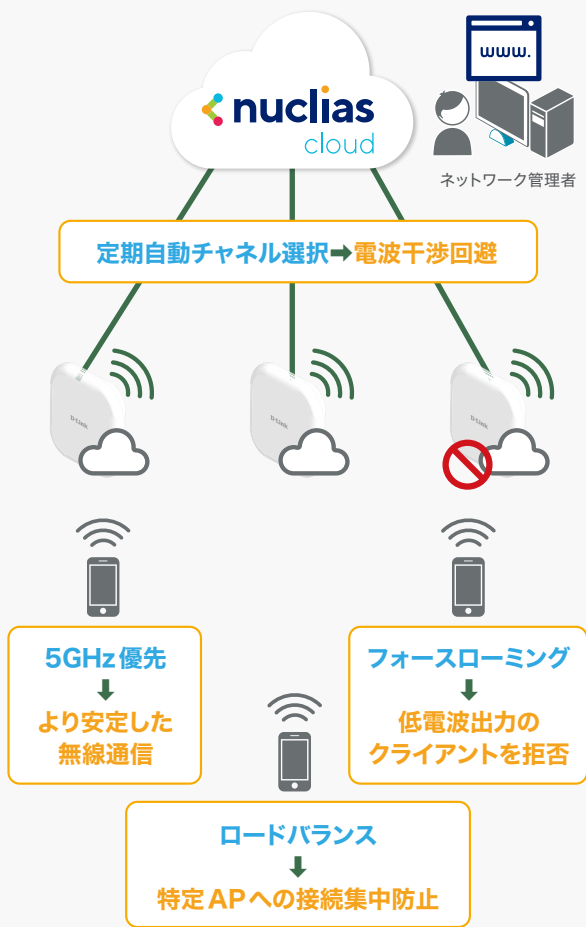 www.
nuclias
cloud
ネットワーク管理者
定期自動チャネル選択➡電波干渉回避
D-Link
D-Link
D-Link
5GHz優先
⬇
より安定した
無線通信
フォースローミング
⬇
低電波出力の
クライアントを拒否
ロードバランス
⬇
特定APへの接続集中防止